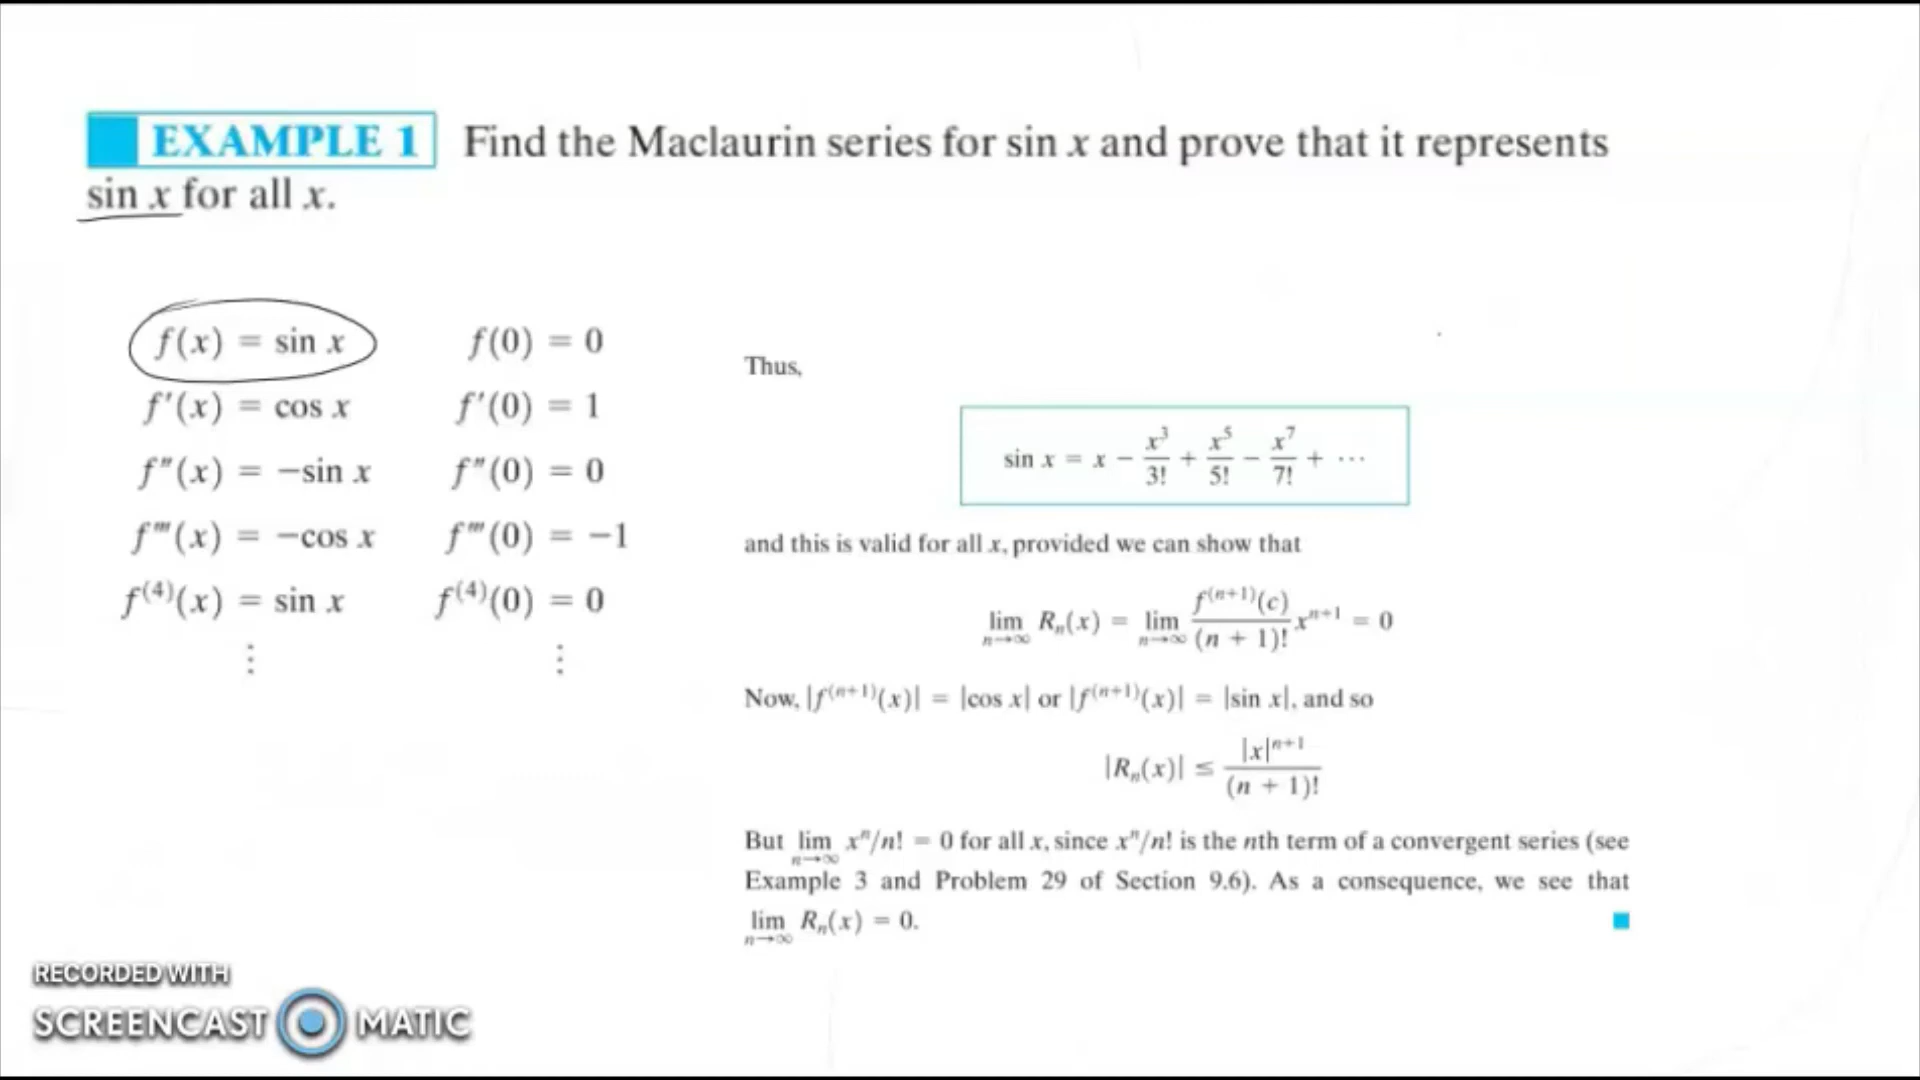 EXAMPLE 1 Find the Maclaurin series for sin x and prove that it represents
sin x for all x.
f(x) = sin x f(0) = 0
f′(x) = cos x f′(0) = 1
f″(x) = −sin x f″(0) = 0
f‴(x) = −cos x f‴(0) = −1
f⁽⁴⁾(x) = sin x f⁽⁴⁾(0) = 0
⋮ ⋮
Thus,
sin x = x − x³/3! + x⁵/5! − x⁷/7! + ⋯
and this is valid for all x, provided we can show that
lim n→∞ Rₙ(x) = lim n→∞ f⁽ⁿ⁺¹⁾(c)/(n + 1)! xⁿ⁺¹ = 0
Now, |f⁽ⁿ⁺¹⁾(x)| = |cos x| or |f⁽ⁿ⁺¹⁾(x)| = |sin x|, and so
|Rₙ(x)| ≤ |x|ⁿ⁺¹/(n + 1)!
But lim n→∞ xⁿ/n! = 0 for all x, since xⁿ/n! is the nth term of a convergent series (see
Example 3 and Problem 29 of Section 9.6). As a consequence, we see that
lim n→∞ Rₙ(x) = 0.
RECORDED WITH
SCREENCAST MATIC